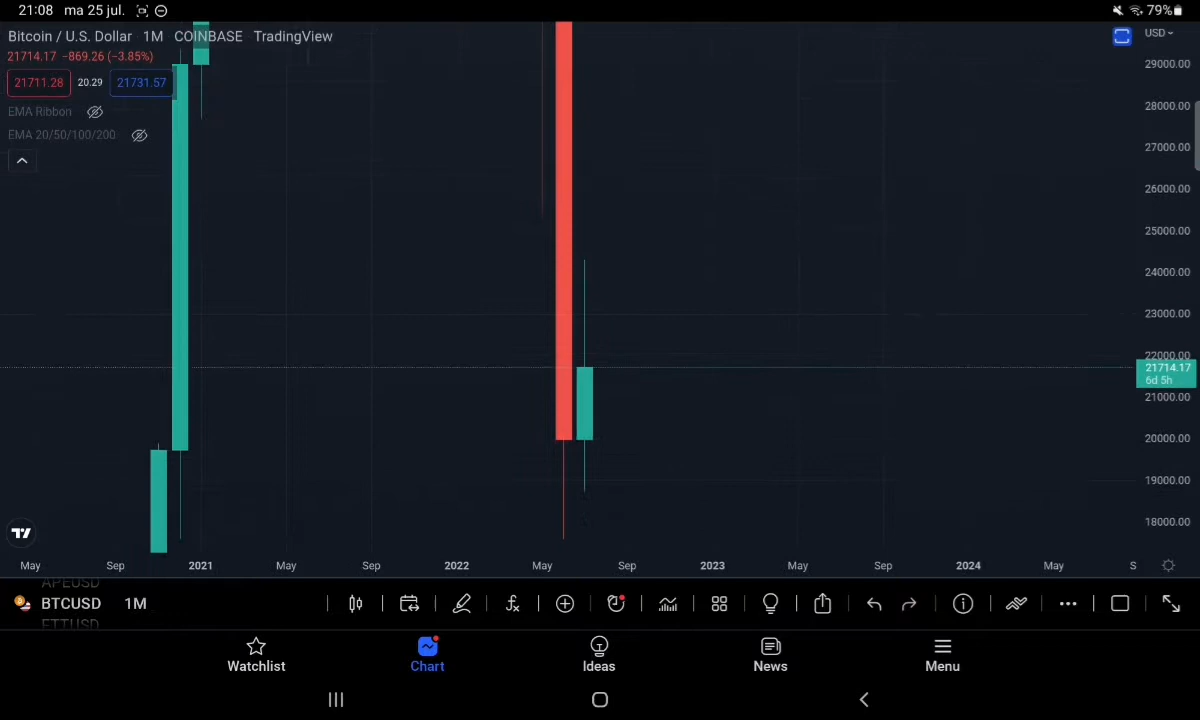 21:08 ma 25 jul. 79%
Bitcoin / U.S. Dollar 1M COINBASE TradingView
USD
21714.17 −869.26 (−3.85%)
21711.28 20.29 21731.57
EMA Ribbon
EMA 20/50/100/200
29000.00
28000.00
27000.00
26000.00
25000.00
24000.00
23000.00
22000.00
21714.17
6d 5h
21000.00
20000.00
19000.00
18000.00
May Sep 2021 May Sep 2022 May Sep 2023 May Sep 2024 May S
APEUSD
BTCUSD 1M
FTTUSD
Watchlist Chart Ideas News Menu